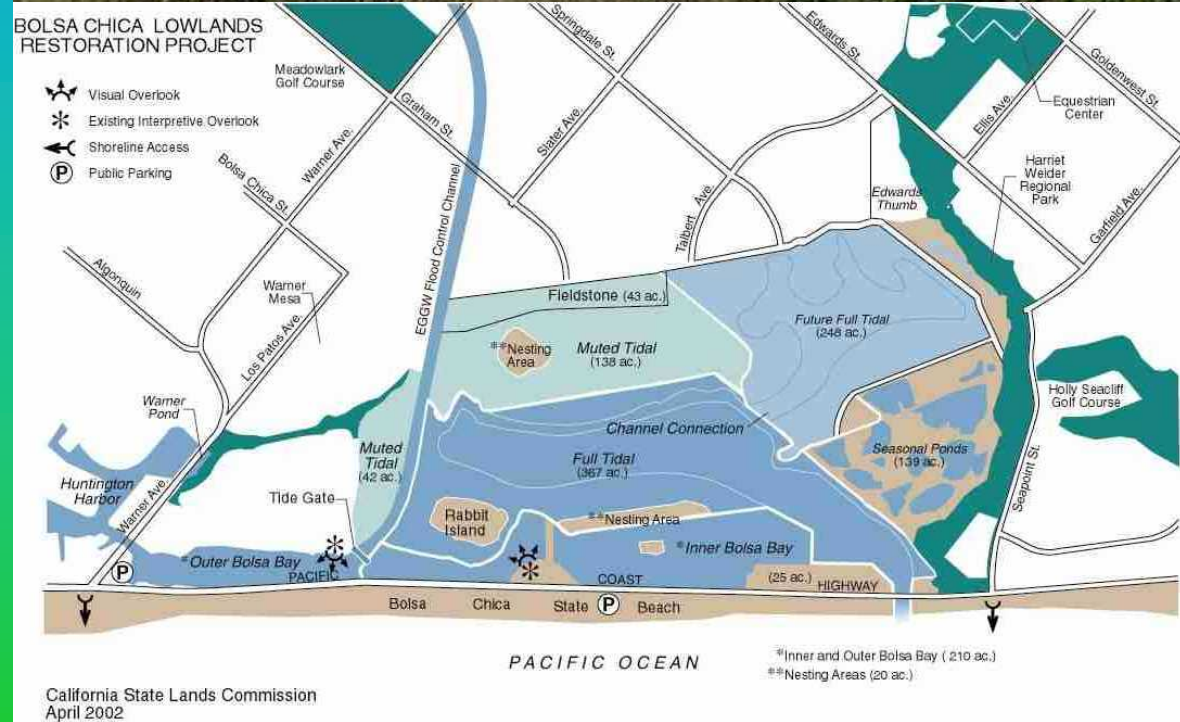 BOLSA CHICA LOWLANDS
RESTORATION PROJECT
Visual Overlook
Existing Interpretive Overlook
Shoreline Access
P Public Parking
Meadowlark
Golf Course
Springdale St.
Edwards St.
Goldenwest St.
Graham St.
Slater Ave.
Ellis Ave.
Equestrian
Center
Warner Ave.
Bolsa Chica St.
Talbert Ave.
Edwards
Thumb
Harriet
Weider
Regional
Park
Garfield Ave.
Algonquin
Warner
Mesa
Los Patos Ave.
EGGW Flood Control Channel
Fieldstone (43 ac.)
**Nesting
Area
Muted Tidal
(138 ac.)
Future Full Tidal
(248 ac.)
Warner
Pond
Holly Seacliff
Golf Course
Channel Connection
Muted
Tidal
(42 ac.)
Full Tidal
(367 ac.)
Seasonal Ponds
(139 ac.)
Seapoint St.
Huntington
Harbor
Warner Ave.
Tide Gate
Rabbit
Island
**Nesting Area
*Outer Bolsa Bay
*Inner Bolsa Bay
P
PACIFIC COAST HIGHWAY
(25 ac.)
Bolsa Chica State P Beach
PACIFIC OCEAN
*Inner and Outer Bolsa Bay ( 210 ac.)
**Nesting Areas (20 ac.)
California State Lands Commission
April 2002